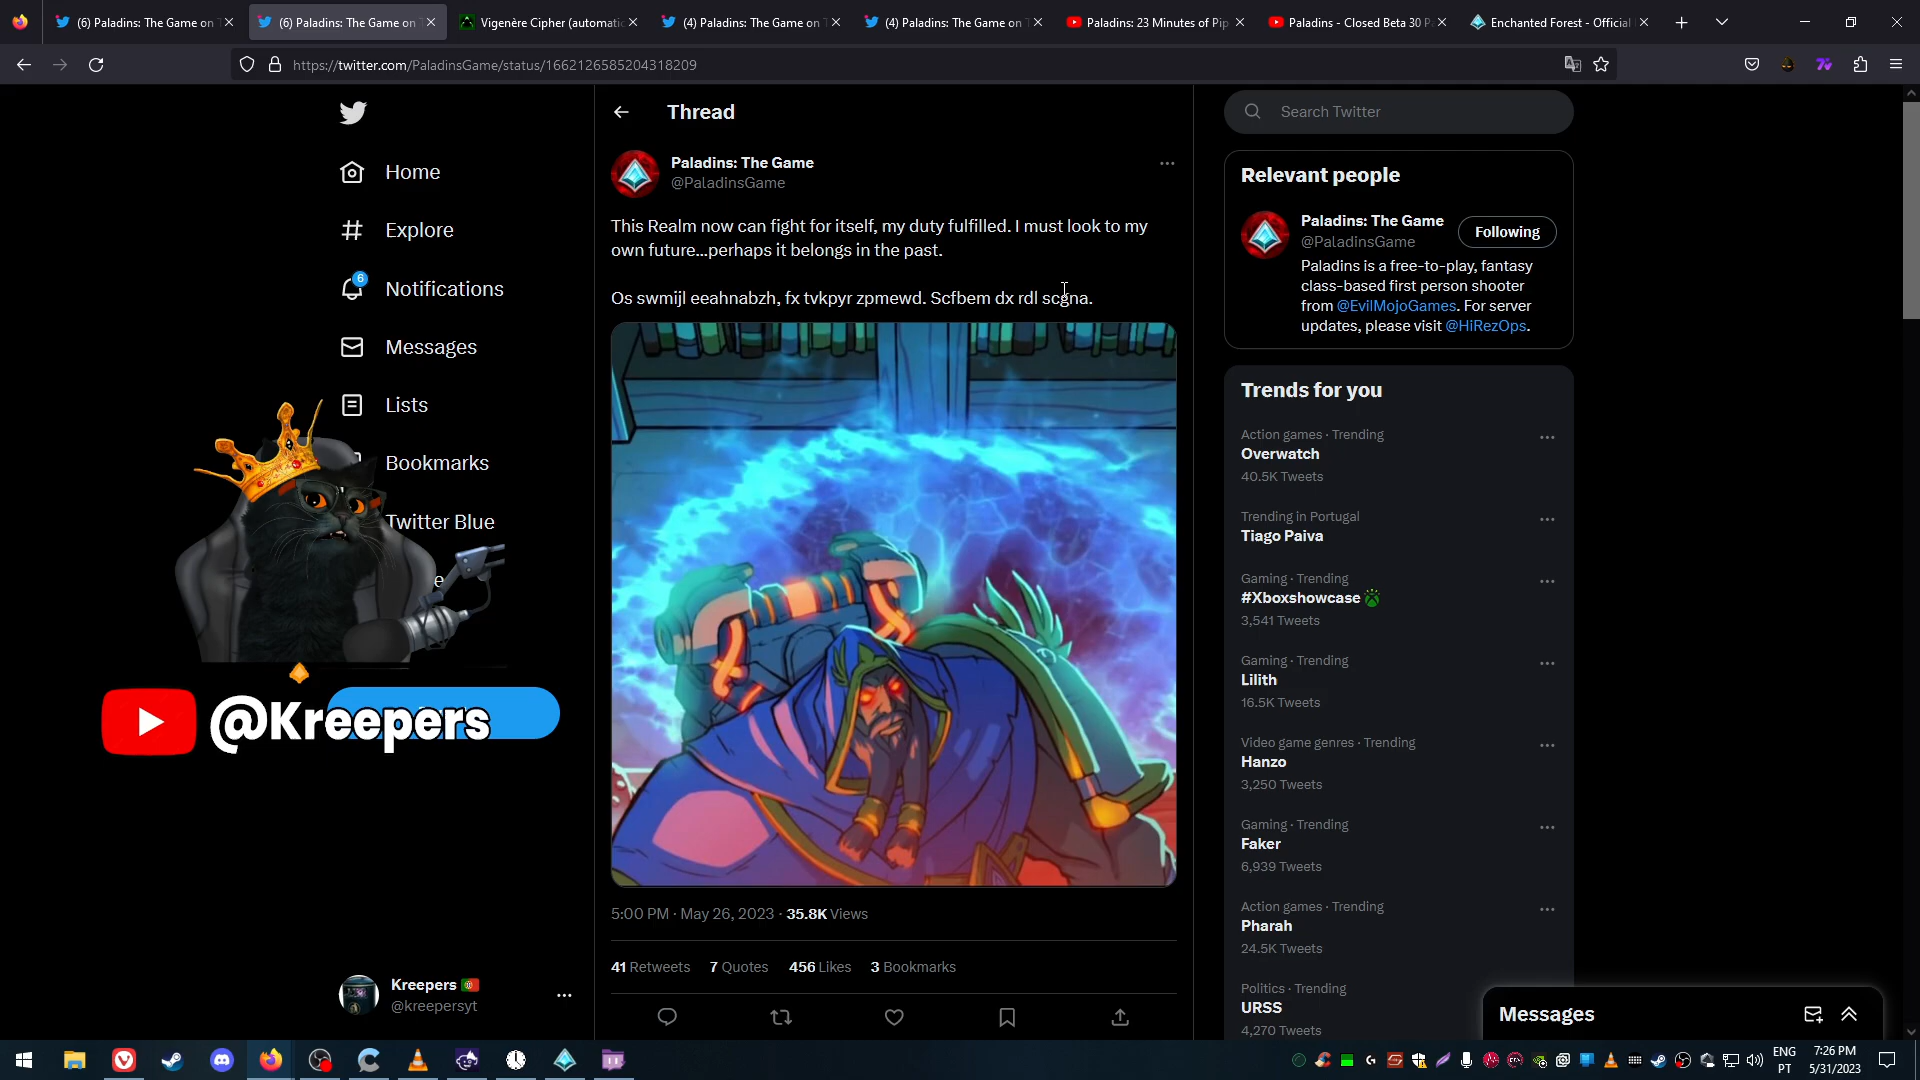 (6) Paladins: The Game on T
(6) Paladins: The Game on T
Vigenère Cipher (automatic
(4) Paladins: The Game on T
(4) Paladins: The Game on T
Paladins: 23 Minutes of Pip
Paladins - Closed Beta 30 P
Enchanted Forest - Official
https://twitter.com/PaladinsGame/status/1662126585204318209
Home
Explore
6
Notifications
Messages
Lists
Bookmarks
Twitter Blue
e
@Kreepers
Kreepers
@kreepersyt
Thread
Paladins: The Game
@PaladinsGame
This Realm now can fight for itself, my duty fulfilled. I must look to my
own future...perhaps it belongs in the past.
Os swmijl eeahnabzh, fx tvkpyr zpmewd. Scfbem dx rdl scgna.
5:00 PM · May 26, 2023 · 35.8K Views
41 Retweets 7 Quotes 456 Likes 3 Bookmarks
Search Twitter
Relevant people
Paladins: The Game
@PaladinsGame
Following
Paladins is a free-to-play, fantasy
class-based first person shooter
from @EvilMojoGames. For server
updates, please visit @HiRezOps.
Trends for you
Action games · Trending
Overwatch
40.5K Tweets
Trending in Portugal
Tiago Paiva
Gaming · Trending
#Xboxshowcase
3,541 Tweets
Gaming · Trending
Lilith
16.5K Tweets
Video game genres · Trending
Hanzo
3,250 Tweets
Gaming · Trending
Faker
6,939 Tweets
Action games · Trending
Pharah
24.5K Tweets
Politics · Trending
URSS
4,270 Tweets
Messages
ENG
PT
7:26 PM
5/31/2023